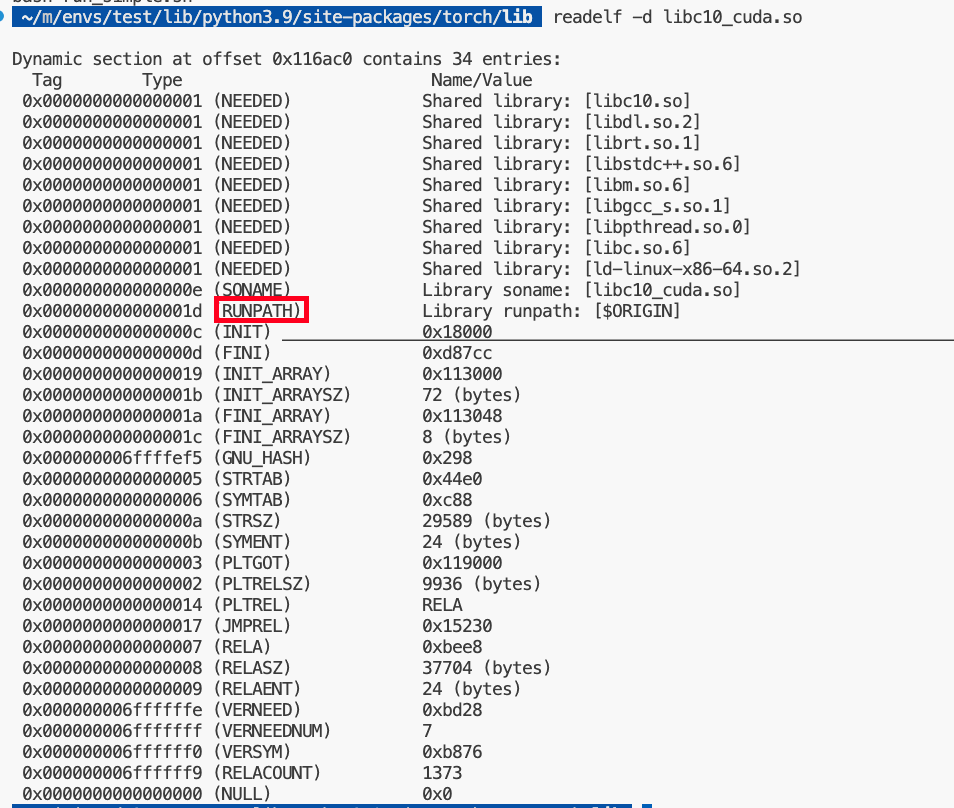 ~/m/envs/test/lib/python3.9/site-packages/torch/lib readelf -d libc10_cuda.so
Dynamic section at offset 0x116ac0 contains 34 entries:
Tag Type Name/Value
0x0000000000000001 (NEEDED) Shared library: [libc10.so]
0x0000000000000001 (NEEDED) Shared library: [libdl.so.2]
0x0000000000000001 (NEEDED) Shared library: [librt.so.1]
0x0000000000000001 (NEEDED) Shared library: [libstdc++.so.6]
0x0000000000000001 (NEEDED) Shared library: [libm.so.6]
0x0000000000000001 (NEEDED) Shared library: [libgcc_s.so.1]
0x0000000000000001 (NEEDED) Shared library: [libpthread.so.0]
0x0000000000000001 (NEEDED) Shared library: [libc.so.6]
0x0000000000000001 (NEEDED) Shared library: [ld-linux-x86-64.so.2]
0x000000000000000e (SONAME) Library soname: [libc10_cuda.so]
0x000000000000001d (RUNPATH) Library runpath: [$ORIGIN]
0x000000000000000c (INIT) 0x18000
0x000000000000000d (FINI) 0xd87cc
0x0000000000000019 (INIT_ARRAY) 0x113000
0x000000000000001b (INIT_ARRAYSZ) 72 (bytes)
0x000000000000001a (FINI_ARRAY) 0x113048
0x000000000000001c (FINI_ARRAYSZ) 8 (bytes)
0x000000006ffffef5 (GNU_HASH) 0x298
0x0000000000000005 (STRTAB) 0x44e0
0x0000000000000006 (SYMTAB) 0xc88
0x000000000000000a (STRSZ) 29589 (bytes)
0x000000000000000b (SYMENT) 24 (bytes)
0x0000000000000003 (PLTGOT) 0x119000
0x0000000000000002 (PLTRELSZ) 9936 (bytes)
0x0000000000000014 (PLTREL) RELA
0x0000000000000017 (JMPREL) 0x15230
0x0000000000000007 (RELA) 0xbee8
0x0000000000000008 (RELASZ) 37704 (bytes)
0x0000000000000009 (RELAENT) 24 (bytes)
0x000000006ffffffe (VERNEED) 0xbd28
0x000000006fffffff (VERNEEDNUM) 7
0x000000006ffffff0 (VERSYM) 0xb876
0x000000006ffffff9 (RELACOUNT) 1373
0x0000000000000000 (NULL) 0x0